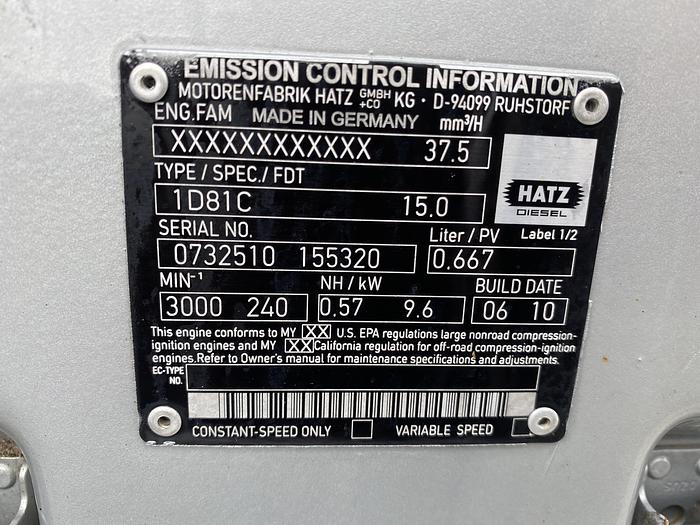 EMISSION CONTROL INFORMATION
MOTORENFABRIK HATZ GMBH +CO KG · D-94099 RUHSTORF
ENG.FAM MADE IN GERMANY mm³/H
XXXXXXXXXXXX 37.5
TYPE / SPEC./ FDT
1D81C 15.0
HATZ
DIESEL
SERIAL NO. Liter / PV Label 1/2
0732510 155320 0.667
MIN⁻¹ NH / kW BUILD DATE
3000 240 0.57 9.6 06 10
This engine conforms to MY XX U.S. EPA regulations large nonroad compression-
ignition engines and MY XX California regulation for off-road compression-ignition
engines. Refer to Owner's manual for maintenance specifications and adjustments.
EC-TYPE
NO.
CONSTANT-SPEED ONLY VARIABLE SPEED